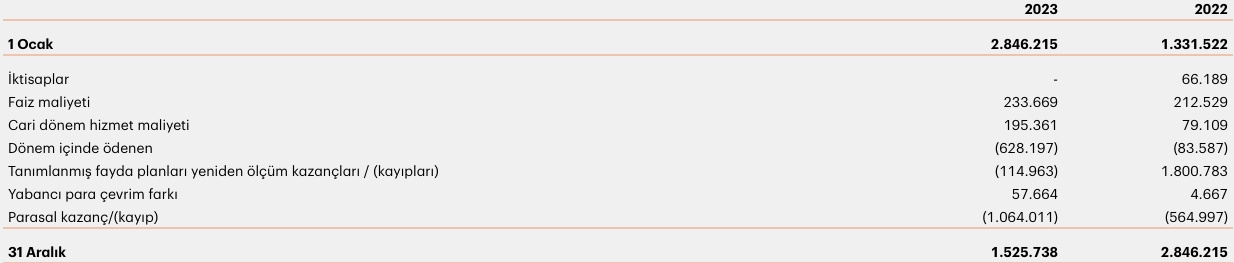 2023 2022
1 Ocak 2.846.215 1.331.522
İktisaplar - 66.189
Faiz maliyeti 233.669 212.529
Cari dönem hizmet maliyeti 195.361 79.109
Dönem içinde ödenen (628.197) (83.587)
Tanımlanmış fayda planları yeniden ölçüm kazançları / (kayıpları) (114.963) 1.800.783
Yabancı para çevrim farkı 57.664 4.667
Parasal kazanç/(kayıp) (1.064.011) (564.997)
31 Aralık 1.525.738 2.846.215